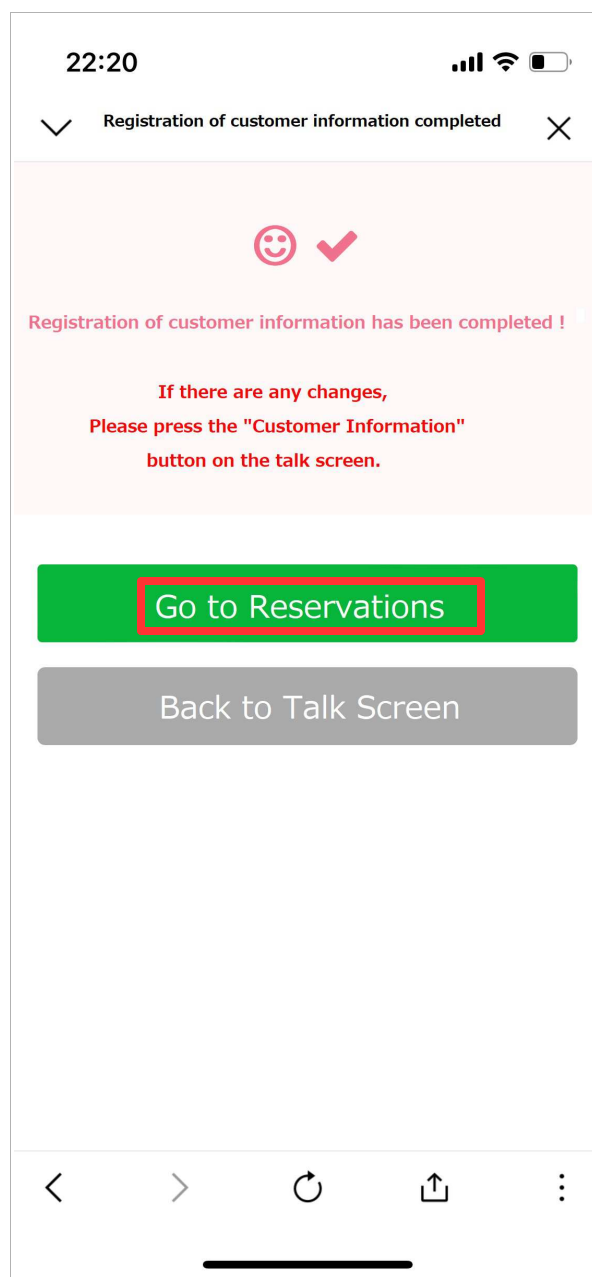 22:20
Registration of customer information completed
Registration of customer information has been completed !
If there are any changes,
Please press the "Customer Information"
button on the talk screen.
Go to Reservations
Back to Talk Screen